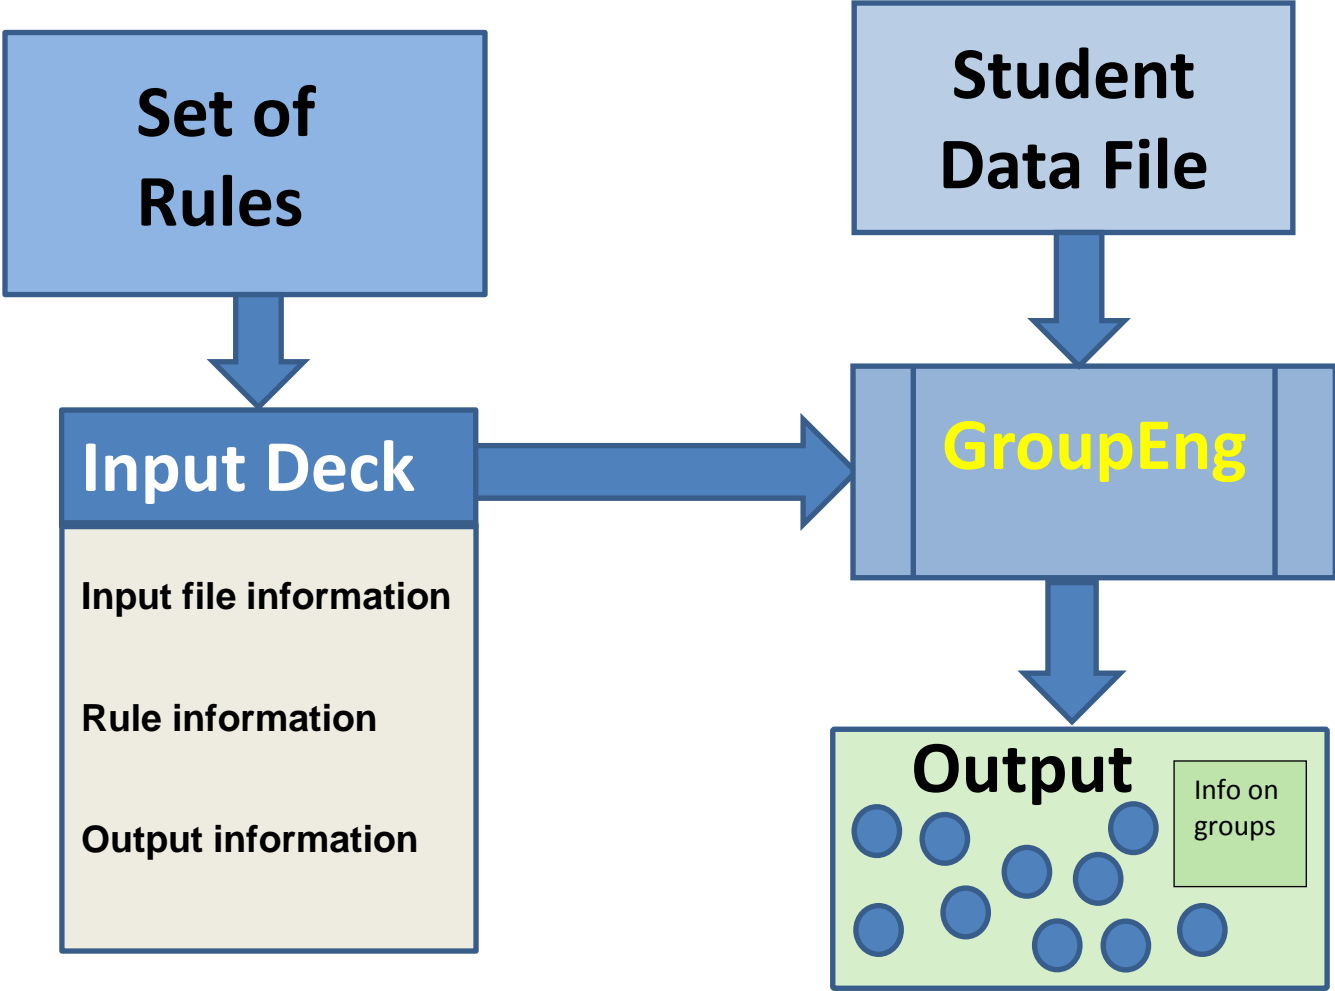 Set of
Rules
Student
Data File
Input Deck
GroupEng
Input file information
Rule information
Output information
Output
Info on
groups